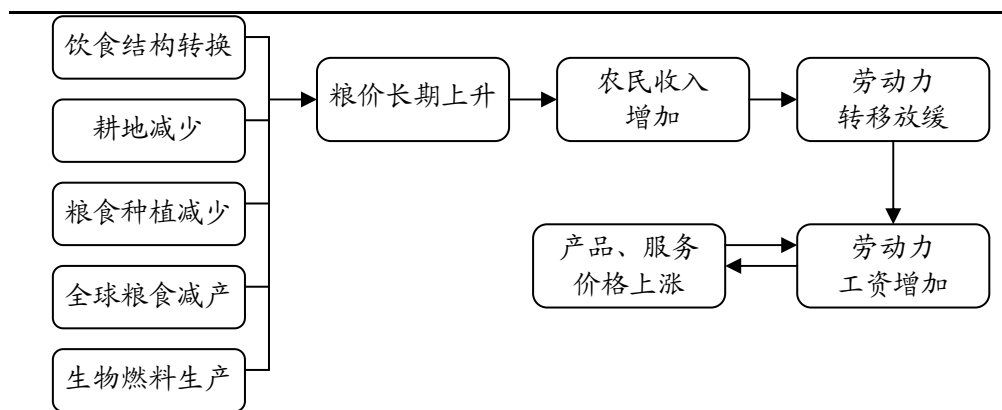 饮食结构转换
耕地减少
粮食种植减少
全球粮食减产
生物燃料生产
粮价长期上升
农民收入
增加
劳动力
转移放缓
产品、服务
价格上涨
劳动力
工资增加